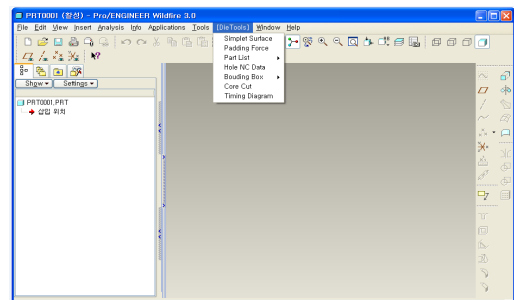 PRT0001 (활성) - Pro/ENGINEER Wildfire 3.0
File Edit View Insert Analysis Info Applications Tools [DieTools] Window Help
Simplet Surface
Padding Force
Part List
Hole NC Data
Bouding Box
Core Cut
Timing Diagram
Show Settings
PRT0001.PRT
삽입 위치